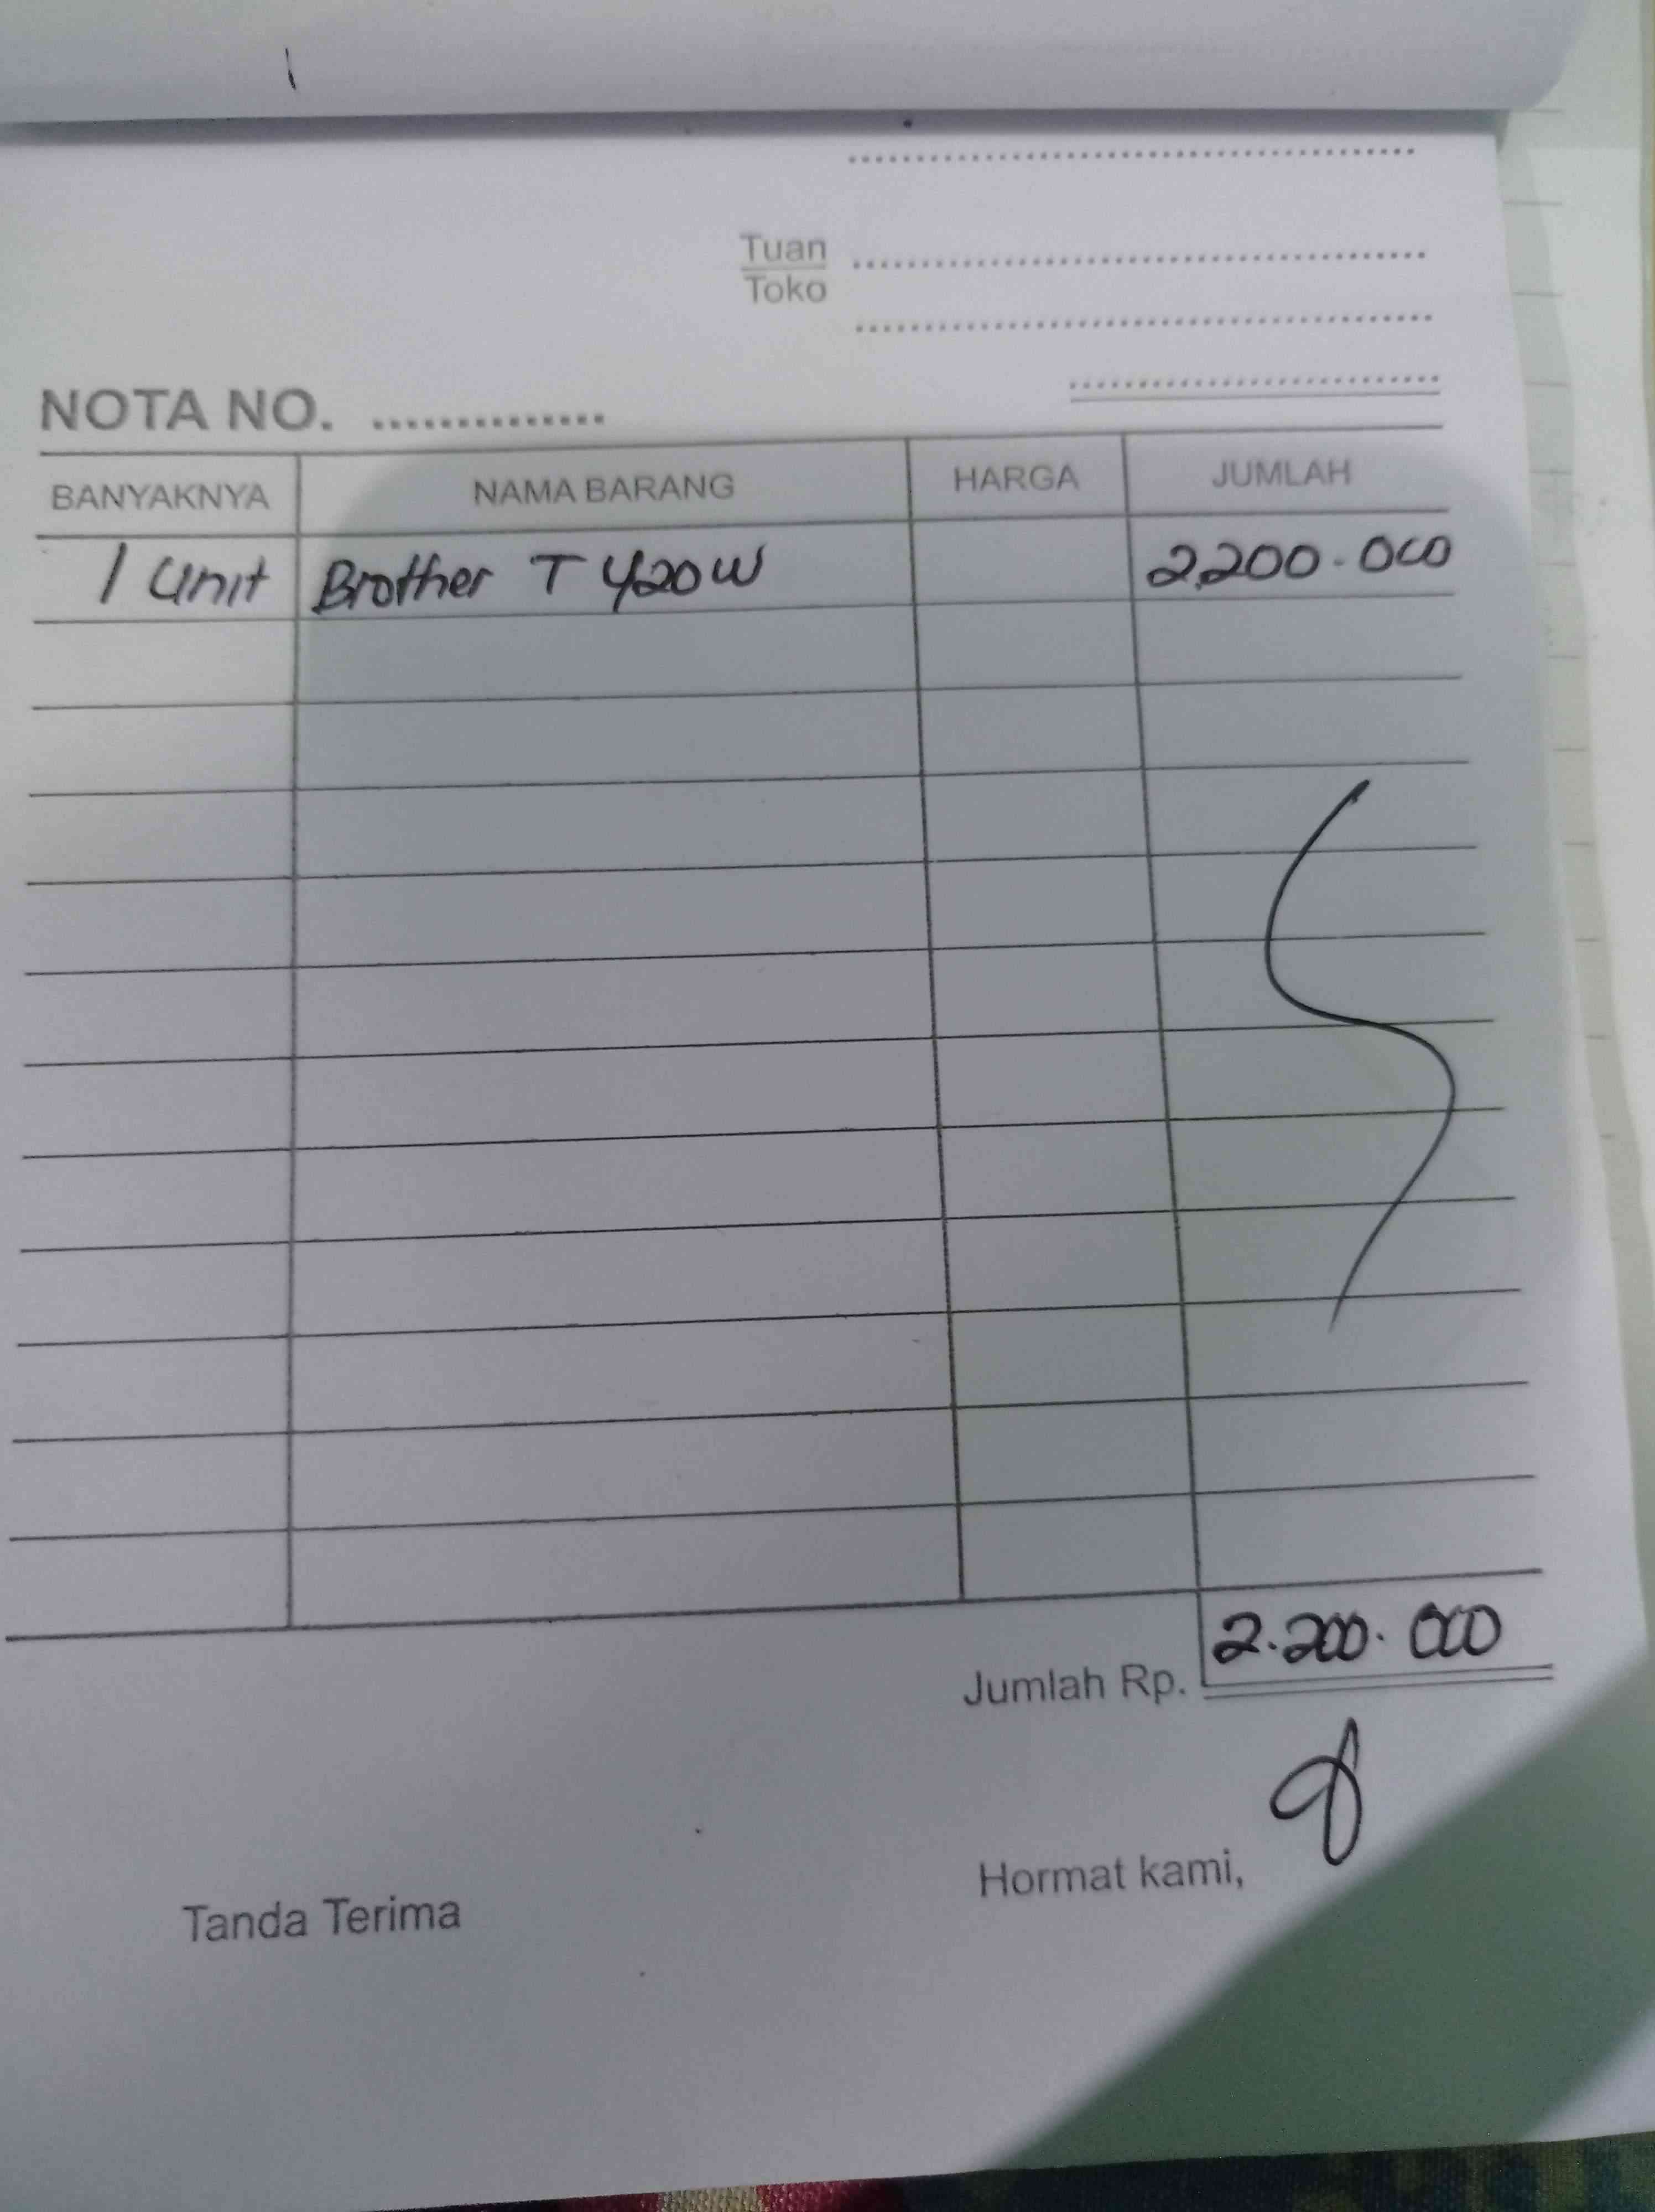 Tuan
Toko
NOTA NO. ..............
BANYAKNYA NAMA BARANG HARGA JUMLAH
1 Unit Brother T 420W 2.200.000
Jumlah Rp. 2.200.000
Hormat kami,
Tanda Terima